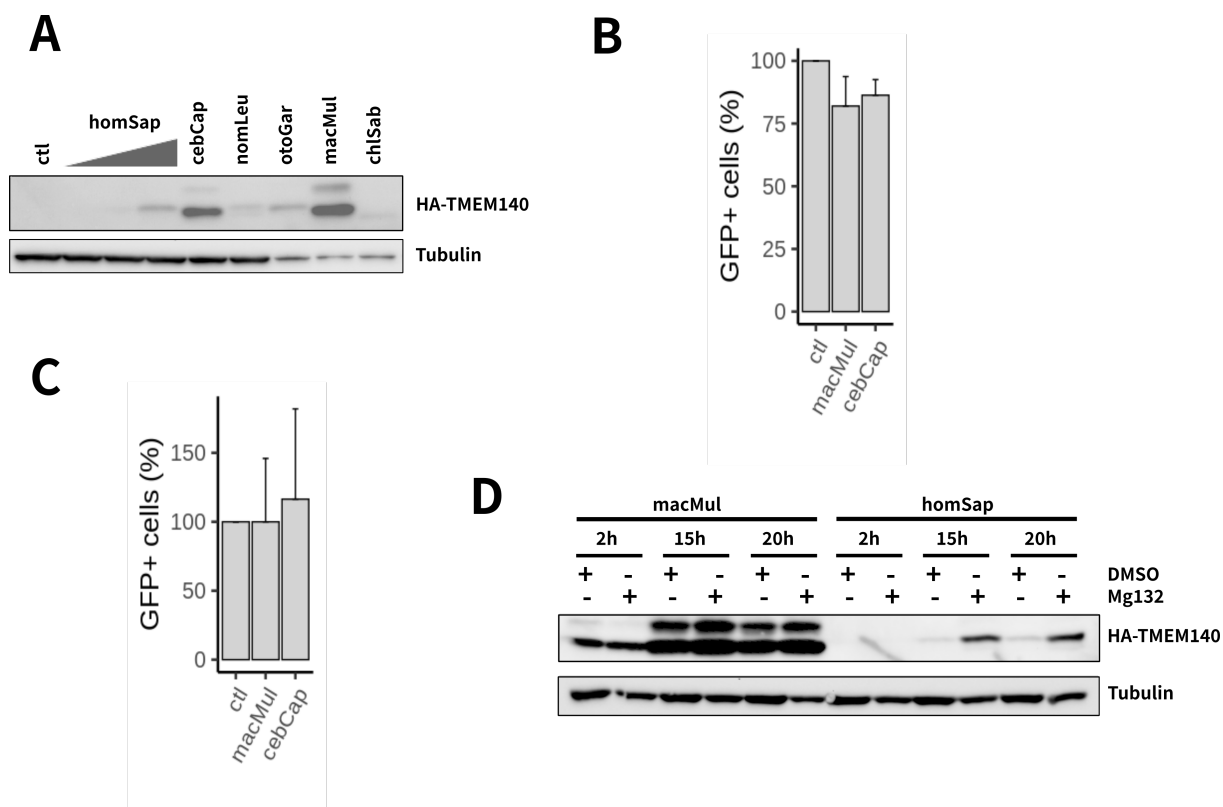 A
homSap
ctl
cebCap
nomLeu
otoGar
macMul
chlSab
HA-TMEM140
Tubulin
B
GFP+ cells (%)
100
75
50
25
0
ctl
macMul
cebCap
C
GFP+ cells (%)
150
100
50
0
ctl
macMul
cebCap
D
macMul homSap
2h 15h 20h 2h 15h 20h
+ - + - + - + - + - + - DMSO
- + - + - + - + - + - + Mg132
HA-TMEM140
Tubulin